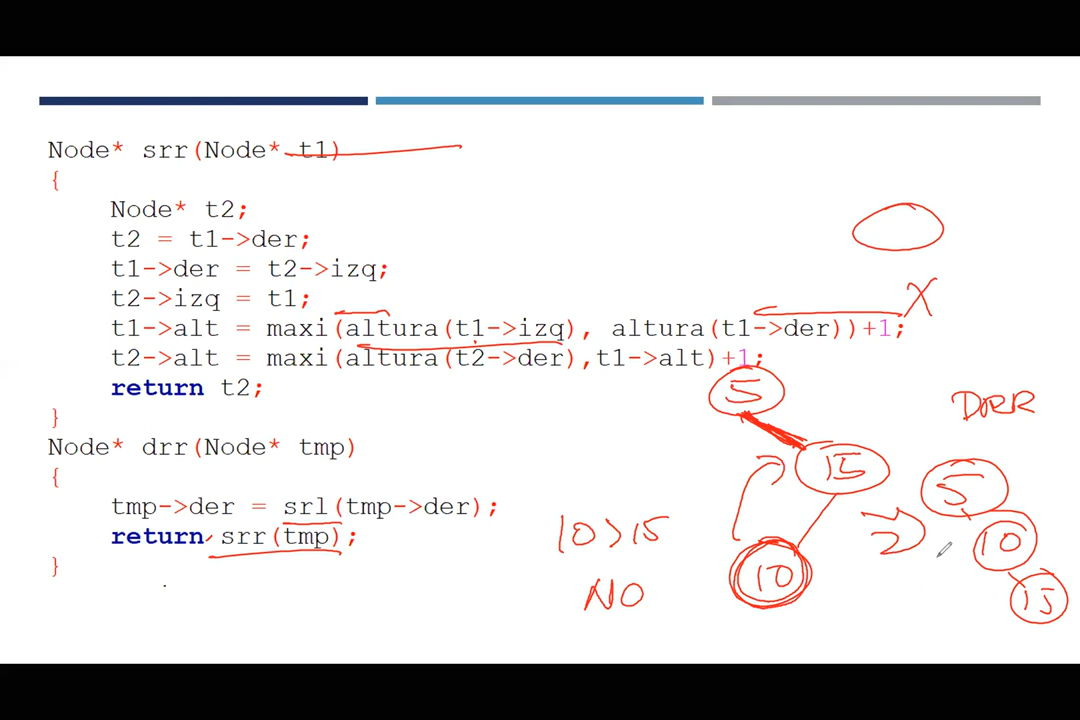 Node* srr(Node* t1)
{
Node* t2;
t2 = t1->der;
t1->der = t2->izq;
t2->izq = t1;
t1->alt = maxi(altura(t1->izq), altura(t1->der))+1;
t2->alt = maxi(altura(t2->der),t1->alt)+1;
return t2;
}
Node* drr(Node* tmp)
{
tmp->der = srl(tmp->der);
return srr(tmp);
}
X
5
DRR
15
5
10>15
10
10
15
NO